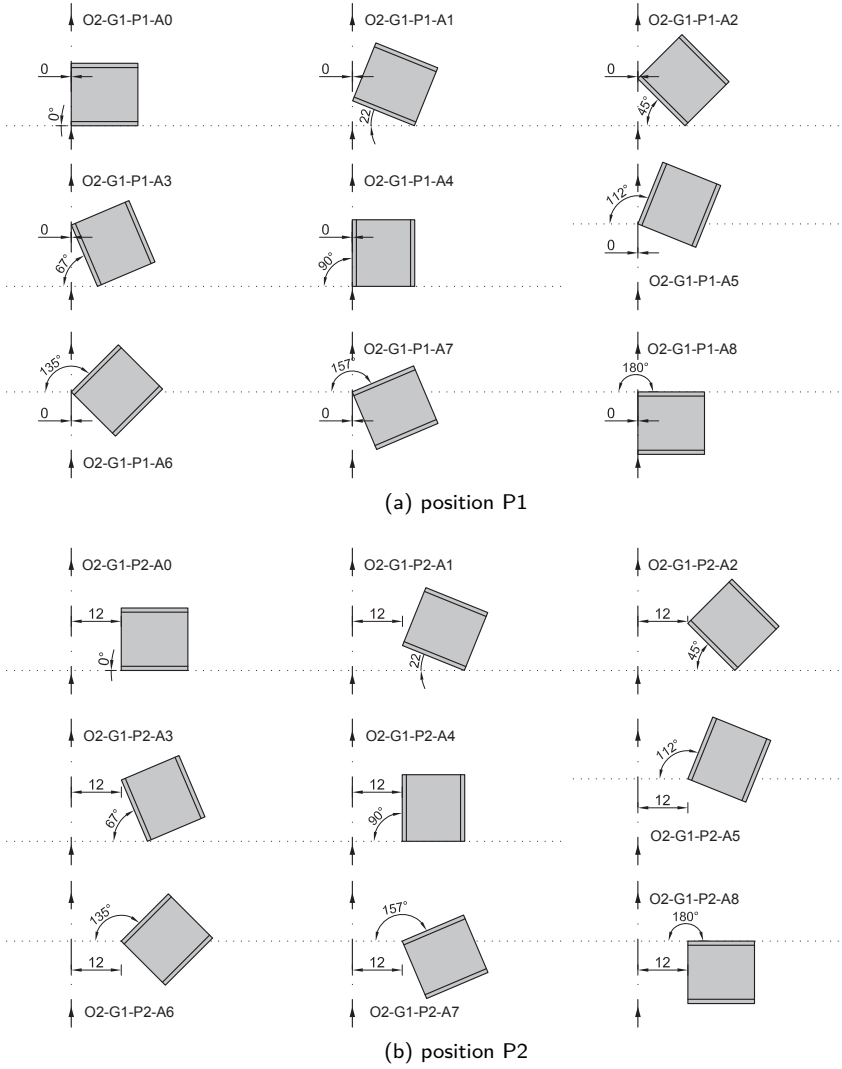 O2-G1-P1-A0
O2-G1-P1-A1
O2-G1-P1-A2
0
0
0
0°
22
45°
O2-G1-P1-A3
O2-G1-P1-A4
112°
0
0
67°
90°
0
O2-G1-P1-A5
O2-G1-P1-A7
O2-G1-P1-A8
135°
157°
180°
0
0
0
O2-G1-P1-A6
(a) position P1
O2-G1-P2-A0
O2-G1-P2-A1
O2-G1-P2-A2
12
12
12
0°
22
45°
O2-G1-P2-A3
O2-G1-P2-A4
112°
12
12
67°
90°
12
O2-G1-P2-A5
O2-G1-P2-A8
135°
157°
180°
12
12
12
O2-G1-P2-A6
O2-G1-P2-A7
(b) position P2